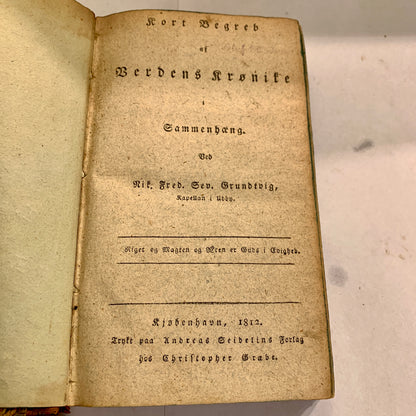 Kort Begreb
af
Verdens Krønike
i
Sammenhæng.
Ved
Nik. Fred. Sev. Grundtvig,
Kapellan i Udby.
Riget og Magten og Æren er Guds i Evighed.
Kjøbenhavn, 1812.
Trykt paa Andreas Seidelins Forlag
hos Christopher Græbe.